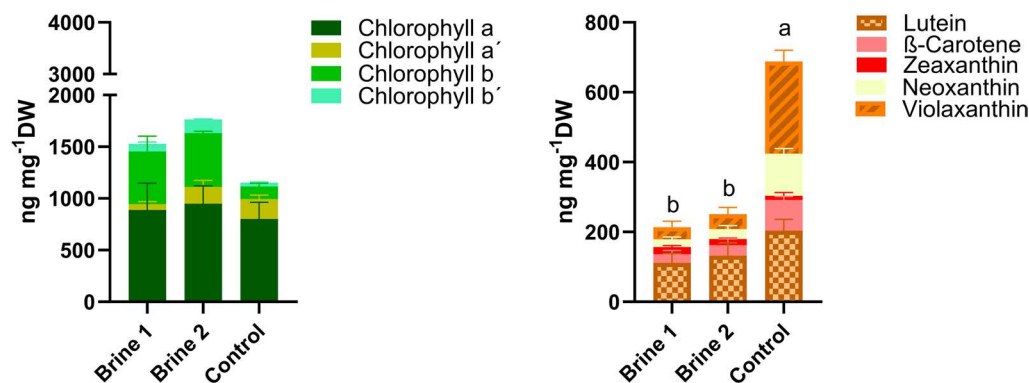 4000
3000
2000
1500
1000
500
0
ng mg⁻¹DW
Brine 1
Brine 2
Control
Chlorophyll a
Chlorophyll a´
Chlorophyll b
Chlorophyll b´
800
600
400
200
0
ng mg⁻¹DW
b
b
a
Brine 1
Brine 2
Control
Lutein
ß-Carotene
Zeaxanthin
Neoxanthin
Violaxanthin